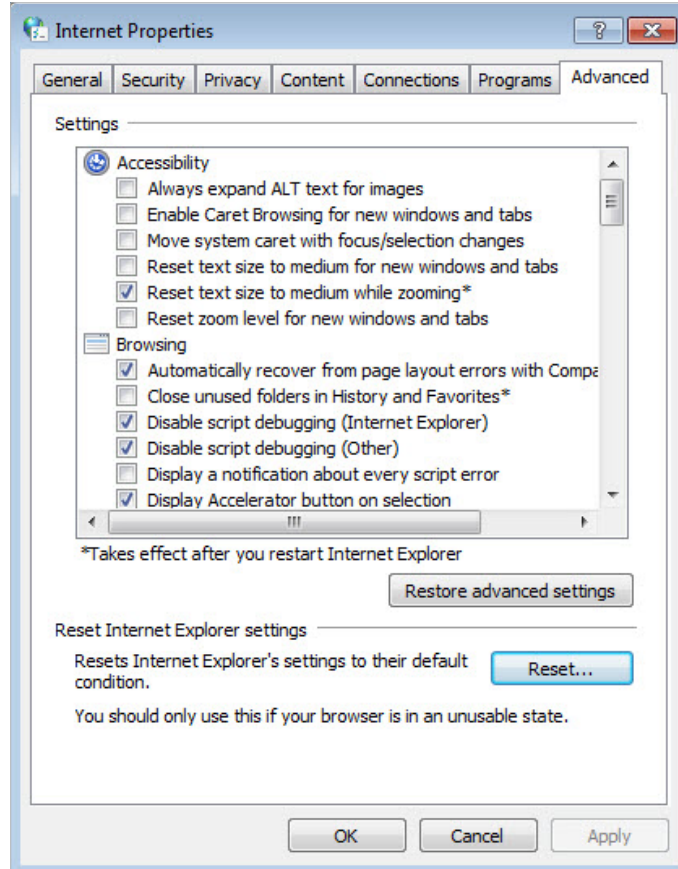 Internet Properties
General Security Privacy Content Connections Programs Advanced
Settings
Accessibility
Always expand ALT text for images
Enable Caret Browsing for new windows and tabs
Move system caret with focus/selection changes
Reset text size to medium for new windows and tabs
Reset text size to medium while zooming*
Reset zoom level for new windows and tabs
Browsing
Automatically recover from page layout errors with Compa
Close unused folders in History and Favorites*
Disable script debugging (Internet Explorer)
Disable script debugging (Other)
Display a notification about every script error
Display Accelerator button on selection
*Takes effect after you restart Internet Explorer
Restore advanced settings
Reset Internet Explorer settings
Resets Internet Explorer's settings to their default
condition.
Reset...
You should only use this if your browser is in an unusable state.
OK Cancel Apply